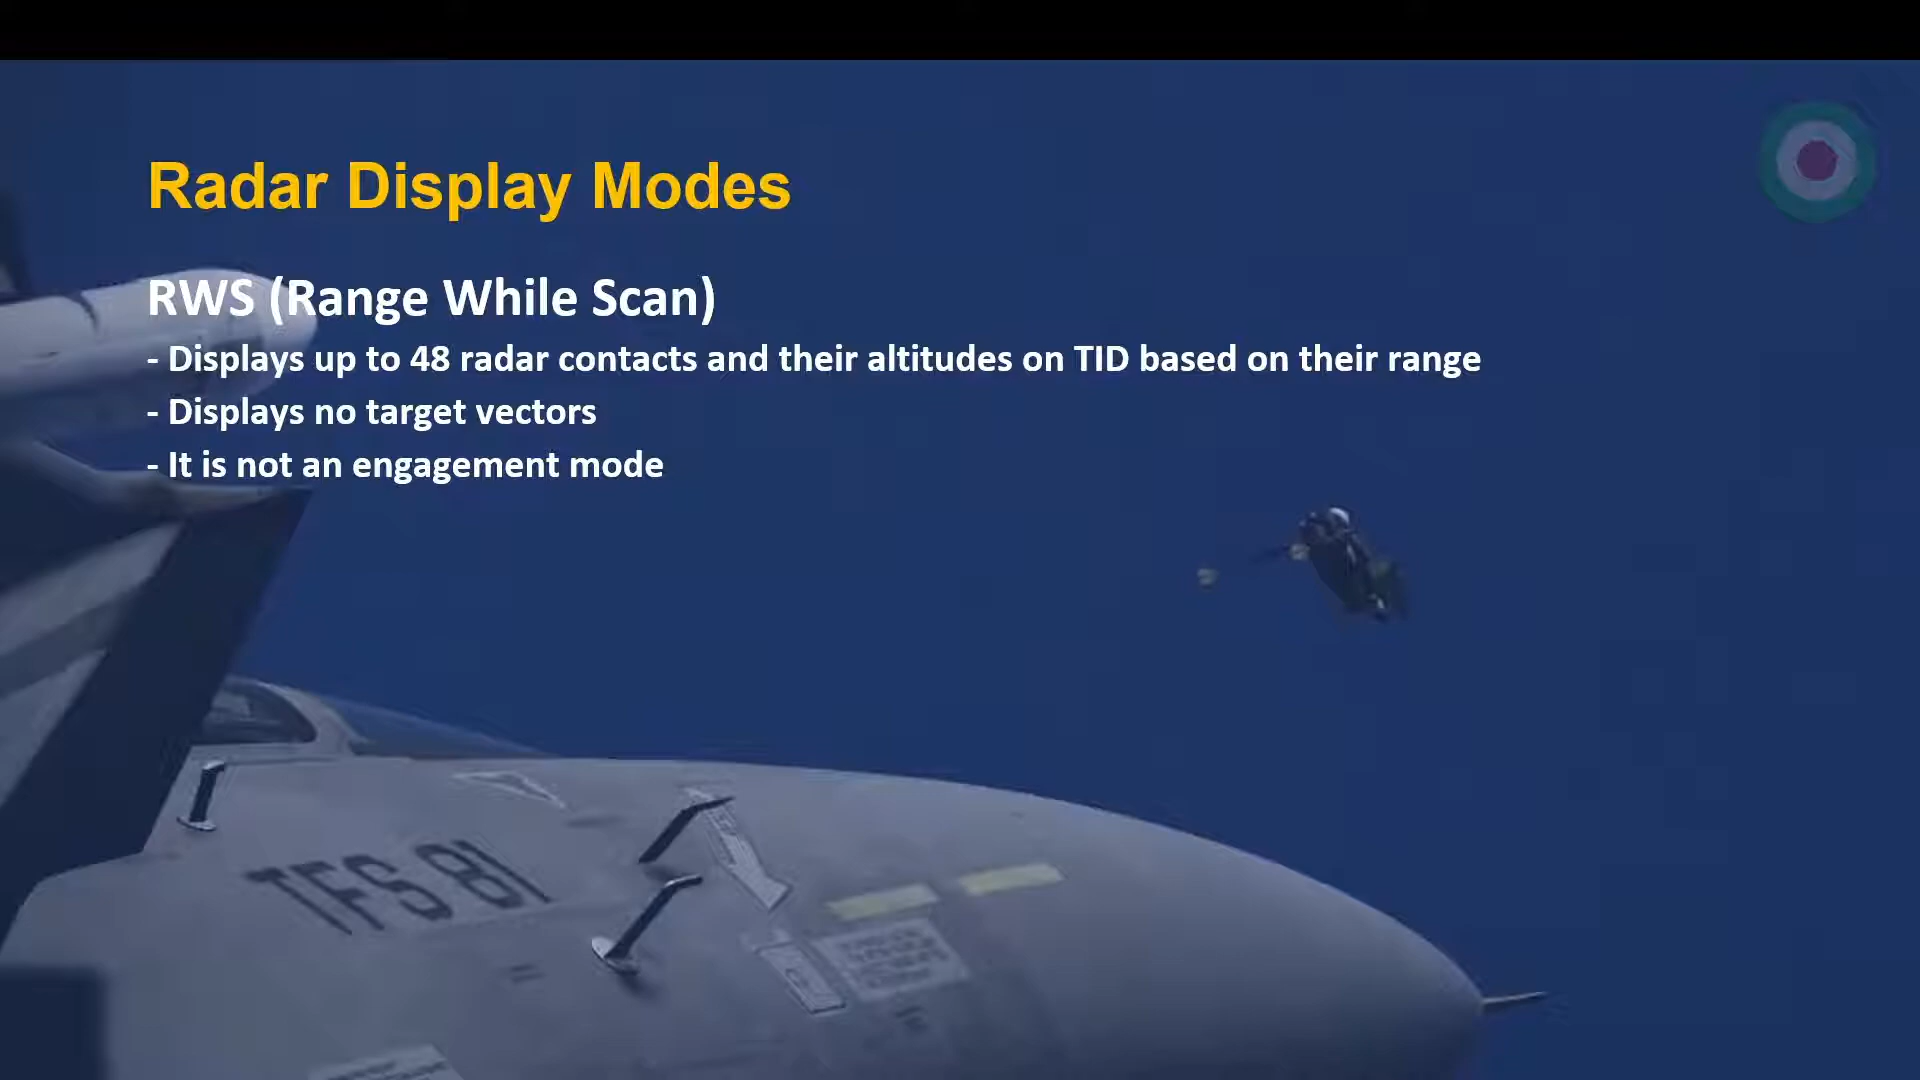 Radar Display Modes
RWS (Range While Scan)
- Displays up to 48 radar contacts and their altitudes on TID based on their range
- Displays no target vectors
- It is not an engagement mode
TFS 81